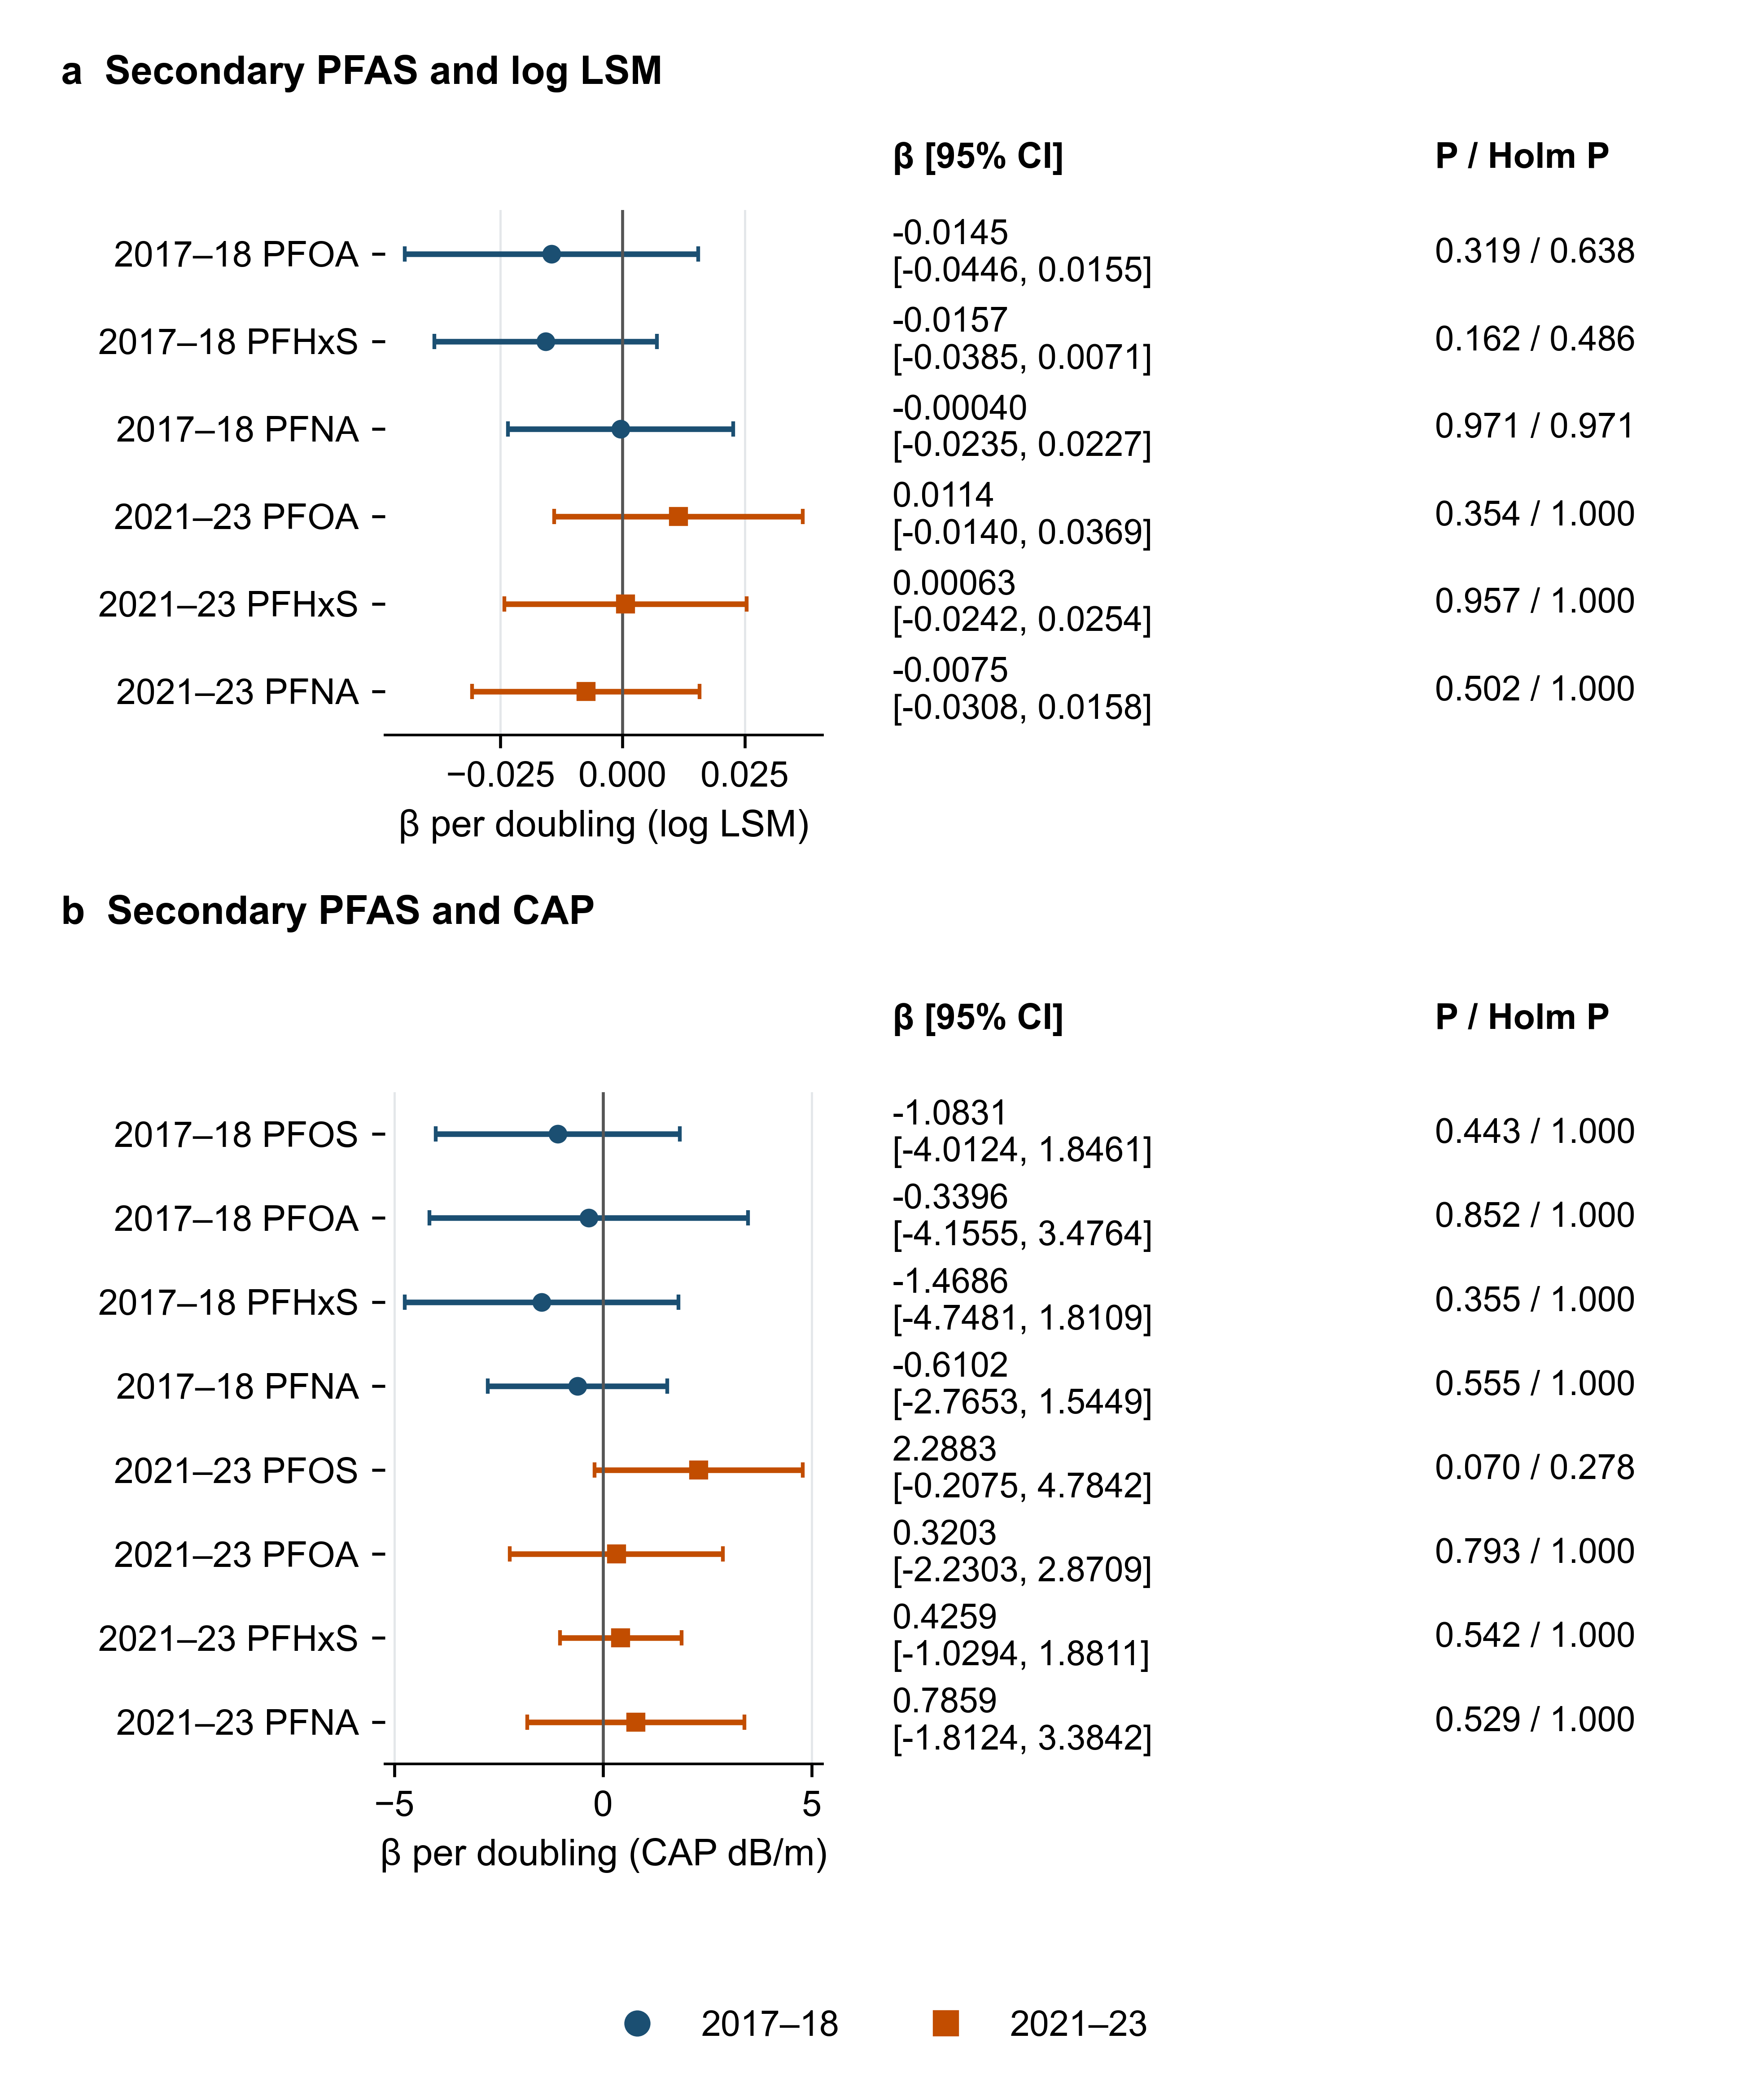 a Secondary PFAS and log LSM
β [95% CI]
P / Holm P
2017–18 PFOA
-0.0145
[-0.0446, 0.0155]
0.319 / 0.638
2017–18 PFHxS
-0.0157
[-0.0385, 0.0071]
0.162 / 0.486
2017–18 PFNA
-0.00040
[-0.0235, 0.0227]
0.971 / 0.971
2021–23 PFOA
0.0114
[-0.0140, 0.0369]
0.354 / 1.000
2021–23 PFHxS
0.00063
[-0.0242, 0.0254]
0.957 / 1.000
2021–23 PFNA
-0.0075
[-0.0308, 0.0158]
0.502 / 1.000
−0.025 0.000 0.025
β per doubling (log LSM)
b Secondary PFAS and CAP
β [95% CI]
P / Holm P
2017–18 PFOS
-1.0831
[-4.0124, 1.8461]
0.443 / 1.000
2017–18 PFOA
-0.3396
[-4.1555, 3.4764]
0.852 / 1.000
2017–18 PFHxS
-1.4686
[-4.7481, 1.8109]
0.355 / 1.000
2017–18 PFNA
-0.6102
[-2.7653, 1.5449]
0.555 / 1.000
2021–23 PFOS
2.2883
[-0.2075, 4.7842]
0.070 / 0.278
2021–23 PFOA
0.3203
[-2.2303, 2.8709]
0.793 / 1.000
2021–23 PFHxS
0.4259
[-1.0294, 1.8811]
0.542 / 1.000
2021–23 PFNA
0.7859
[-1.8124, 3.3842]
0.529 / 1.000
−5 0 5
β per doubling (CAP dB/m)
2017–18 2021–23